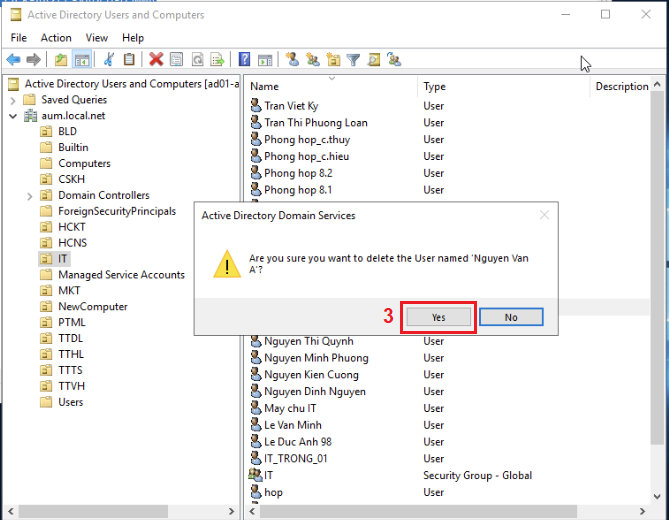 Active Directory Users and Computers
File Action View Help
Active Directory Users and Computers [ad01-a
Saved Queries
aum.local.net
BLD
Builtin
Computers
CSKH
Domain Controllers
ForeignSecurityPrincipals
HCKT
HCNS
IT
Managed Service Accounts
MKT
NewComputer
PTML
TTDL
TTHL
TTTS
TTVH
Users
Name Type Description
Tran Viet Ky User
Tran Thi Phuong Loan User
Phong hop_c.thuy User
Phong hop_c.hieu User
Phong hop 8.2 User
Phong hop 8.1 User
Active Directory Domain Services
Are you sure you want to delete the User named 'Nguyen Van
A'?
3 Yes No
Nguyen Thi Quynh User
Nguyen Minh Phuong User
Nguyen Kien Cuong User
Nguyen Dinh Nguyen User
May chu IT User
Le Van Minh User
Le Duc Anh 98 User
IT_TRONG_01 User
IT Security Group - Global
hop User